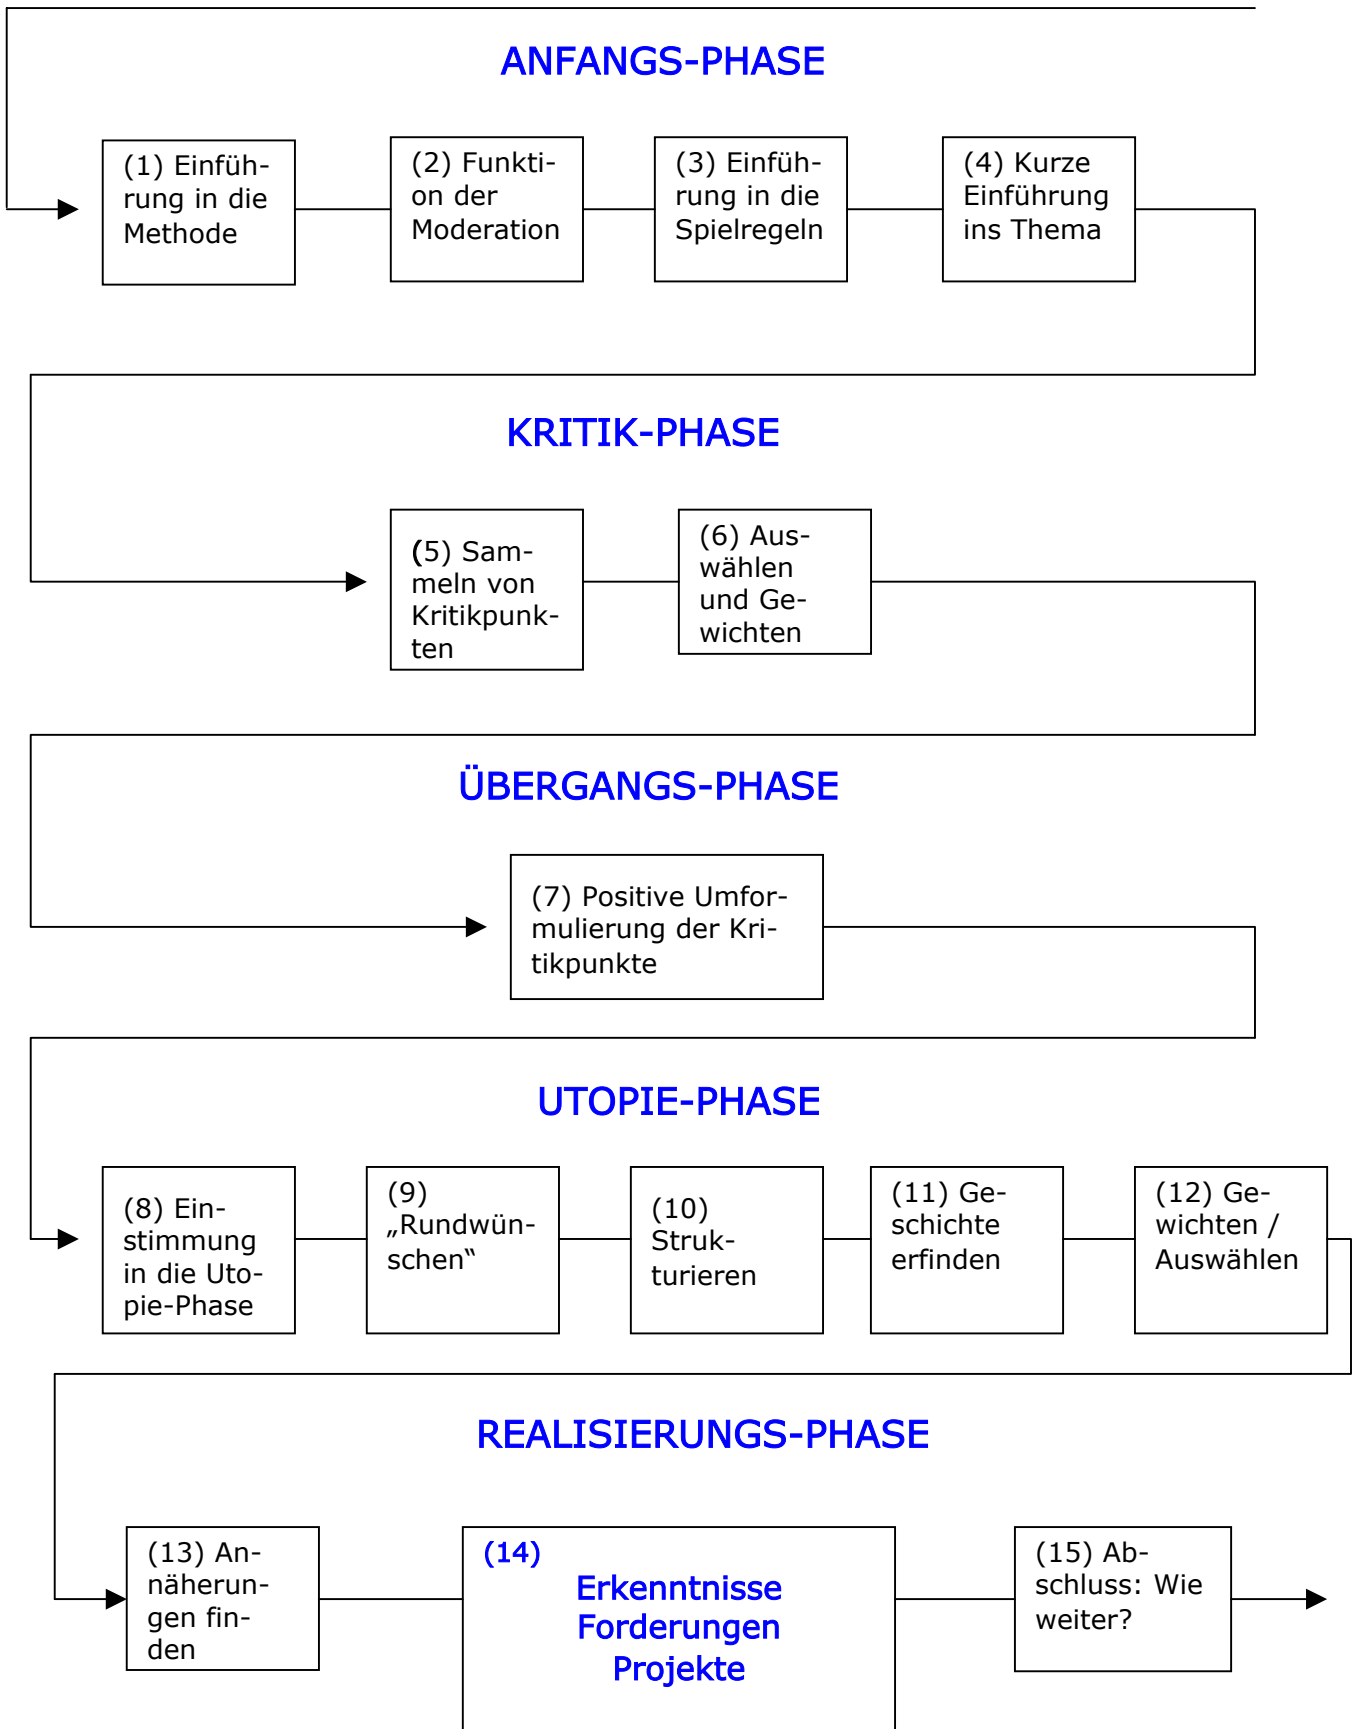 ANFANGS-PHASE
(1) Einfüh-
rung in die
Methode
(2) Funkti-
on der
Moderation
(3) Einfüh-
rung in die
Spielregeln
(4) Kurze
Einführung
ins Thema
KRITIK-PHASE
(5) Sam-
meln von
Kritikpunk-
ten
(6) Aus-
wählen
und Ge-
wichten
ÜBERGANGS-PHASE
(7) Positive Umfor-
mulierung der Kri-
tikpunkte
UTOPIE-PHASE
(8) Ein-
stimmung
in die Uto-
pie-Phase
(9)
„Rundwün-
schen“
(10)
Struk-
turieren
(11) Ge-
schichte
erfinden
(12) Ge-
wichten /
Auswählen
REALISIERUNGS-PHASE
(13) An-
näherun-
gen fin-
den
(14)
Erkenntnisse
Forderungen
Projekte
(15) Ab-
schluss: Wie
weiter?